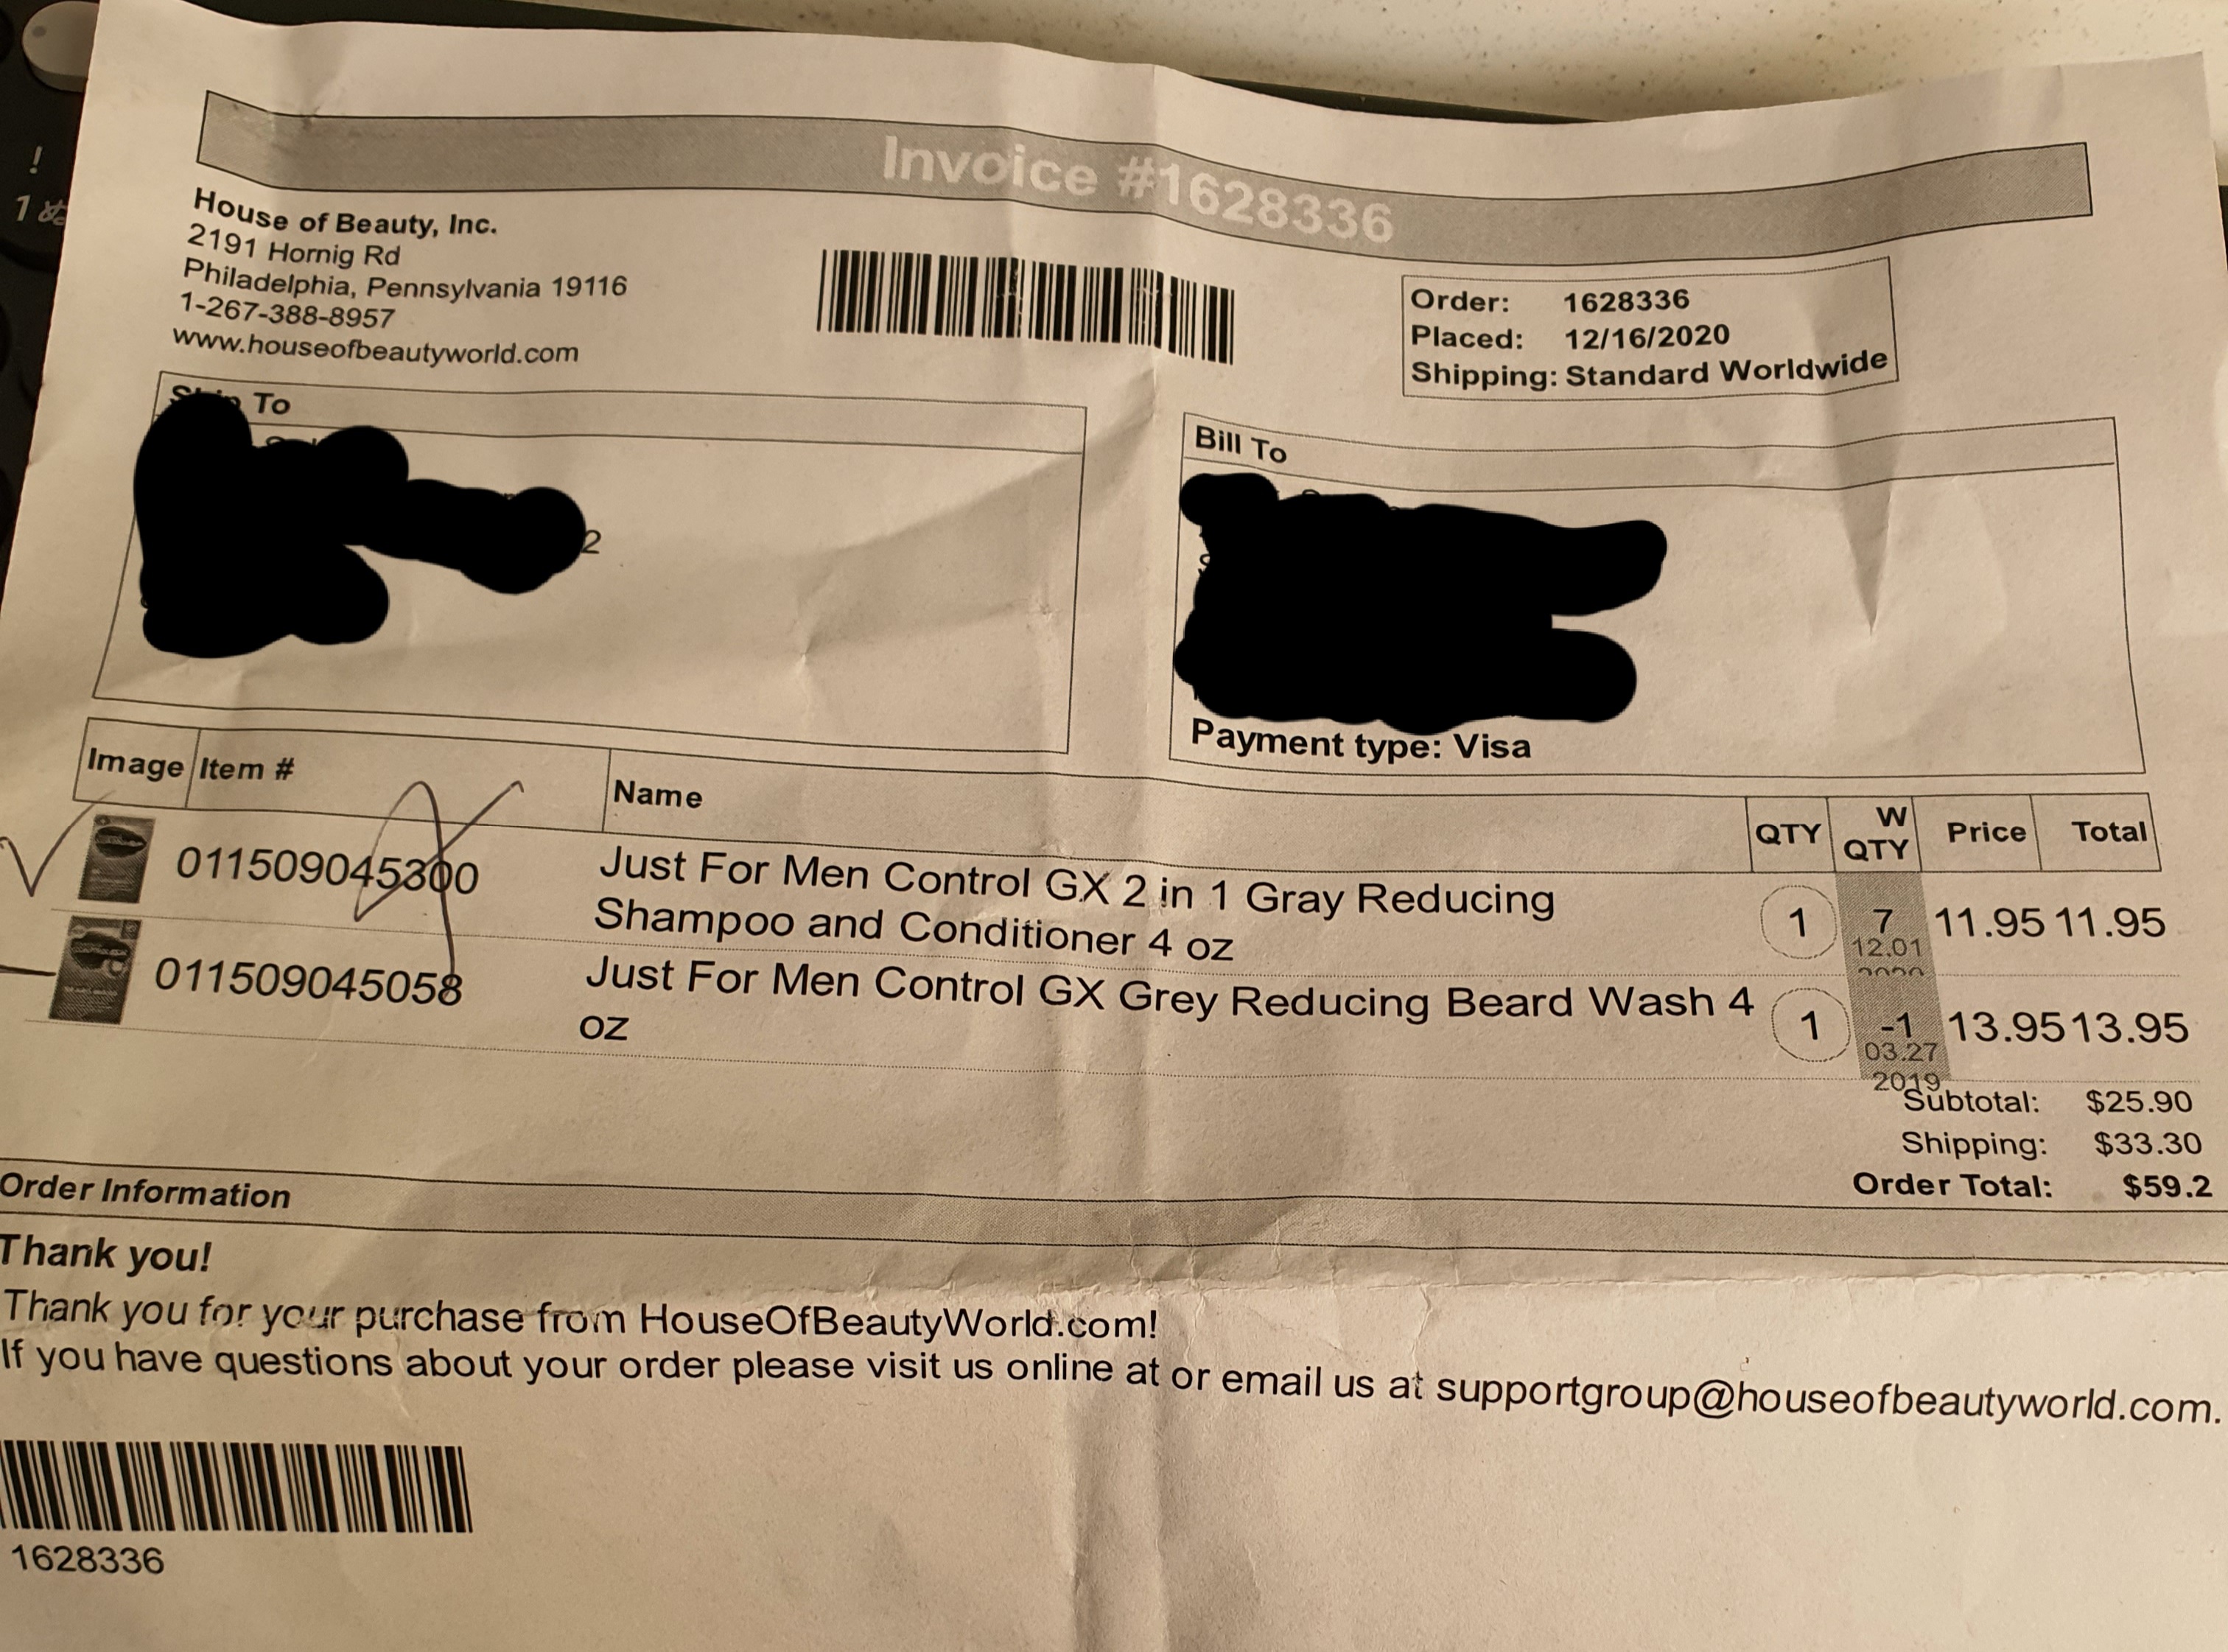 Invoice #1628336
House of Beauty, Inc.
2191 Hornig Rd
Philadelphia, Pennsylvania 19116
1-267-388-8957
www.houseofbeautyworld.com
Order: 1628336
Placed: 12/16/2020
Shipping: Standard Worldwide
To
2
Bill To
Payment type: Visa
Image Item # Name QTY W QTY Price Total
011509045300 Just For Men Control GX 2 in 1 Gray Reducing
Shampoo and Conditioner 4 oz
1 7 11.95 11.95
12.01
2020
011509045058 Just For Men Control GX Grey Reducing Beard Wash 4
oz
1 -1 13.95 13.95
03.27
2019
Subtotal: $25.90
Shipping: $33.30
Order Total: $59.2
Order Information
Thank you!
Thank you for your purchase from HouseOfBeautyWorld.com!
If you have questions about your order please visit us online at or email us at supportgroup@houseofbeautyworld.com.
1628336
! 
1